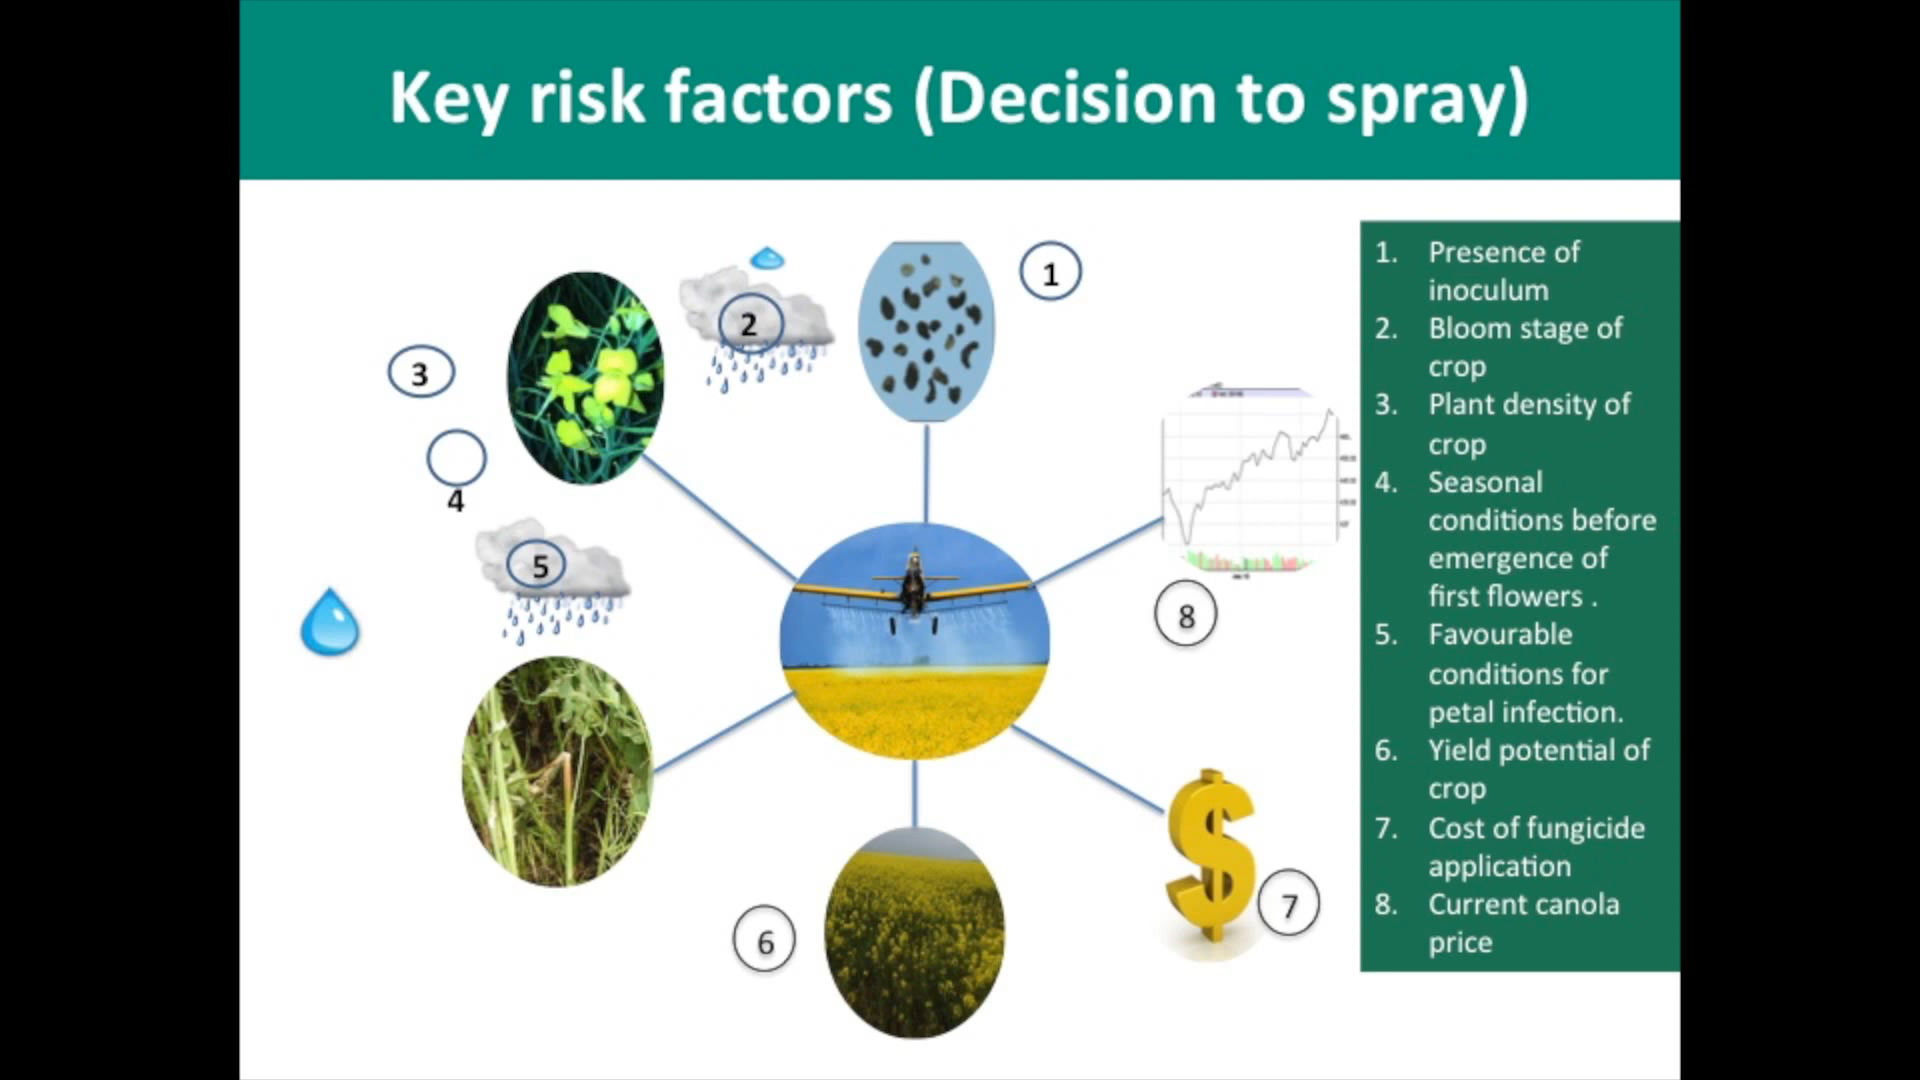 Key risk factors (Decision to spray)
1
2
3
4
5
6
7
8
1. Presence of
inoculum
2. Bloom stage of
crop
3. Plant density of
crop
4. Seasonal
conditions before
emergence of
first flowers .
5. Favourable
conditions for
petal infection.
6. Yield potential of
crop
7. Cost of fungicide
application
8. Current canola
price